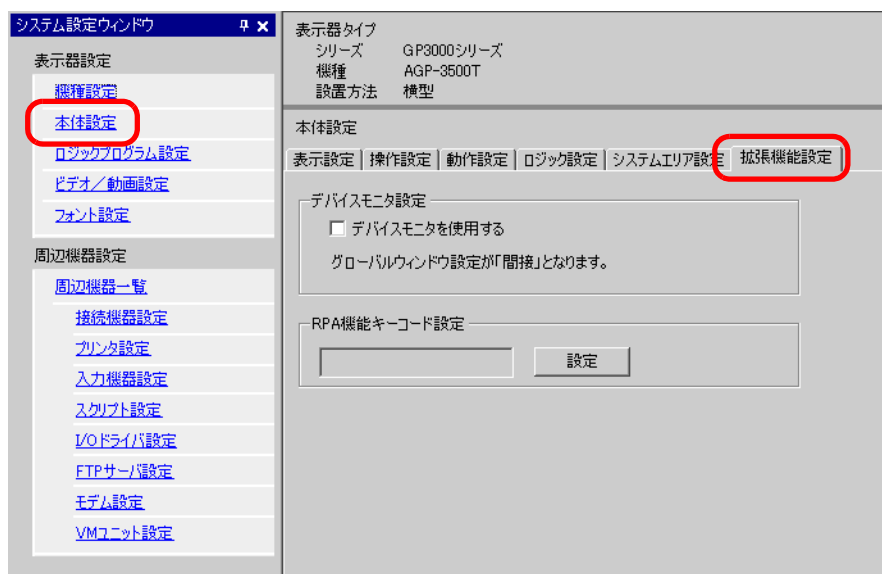 システム設定ウィンドウ
表示器設定
機種設定
本体設定
ロジックプログラム設定
ビデオ／動画設定
フォント設定
周辺機器設定
周辺機器一覧
接続機器設定
プリンタ設定
入力機器設定
スクリプト設定
I/Oドライバ設定
FTPサーバ設定
モデム設定
VMユニット設定
表示器タイプ
シリーズ GP3000シリーズ
機種 AGP-3500T
設置方法 横型
本体設定
表示設定 操作設定 動作設定 ロジック設定 システムエリア設定 拡張機能設定
デバイスモニタ設定
デバイスモニタを使用する
グローバルウィンドウ設定が「間接」となります。
RPA機能キーコード設定
設定